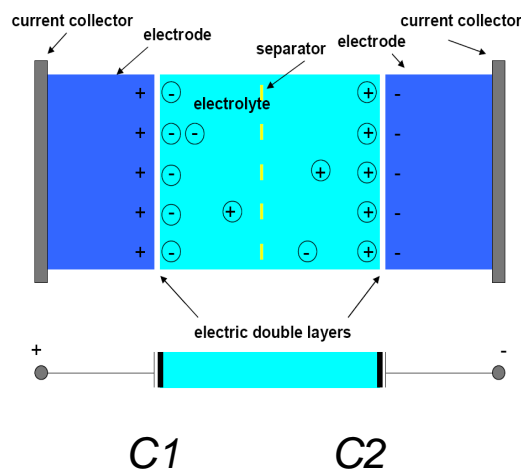 current collector
current collector
electrode
separator
electrode
electrolyte
+ - + -
+ - - + -
+ - + + -
+ - + + -
+ - - + -
electric double layers
+ -
C1 C2